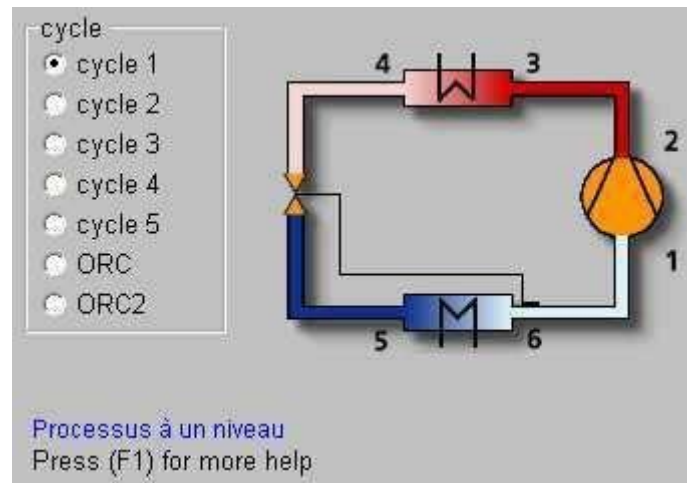 cycle
cycle 1
cycle 2
cycle 3
cycle 4
cycle 5
ORC
ORC2
4
3
2
1
5
6
Processus à un niveau
Press (F1) for more help